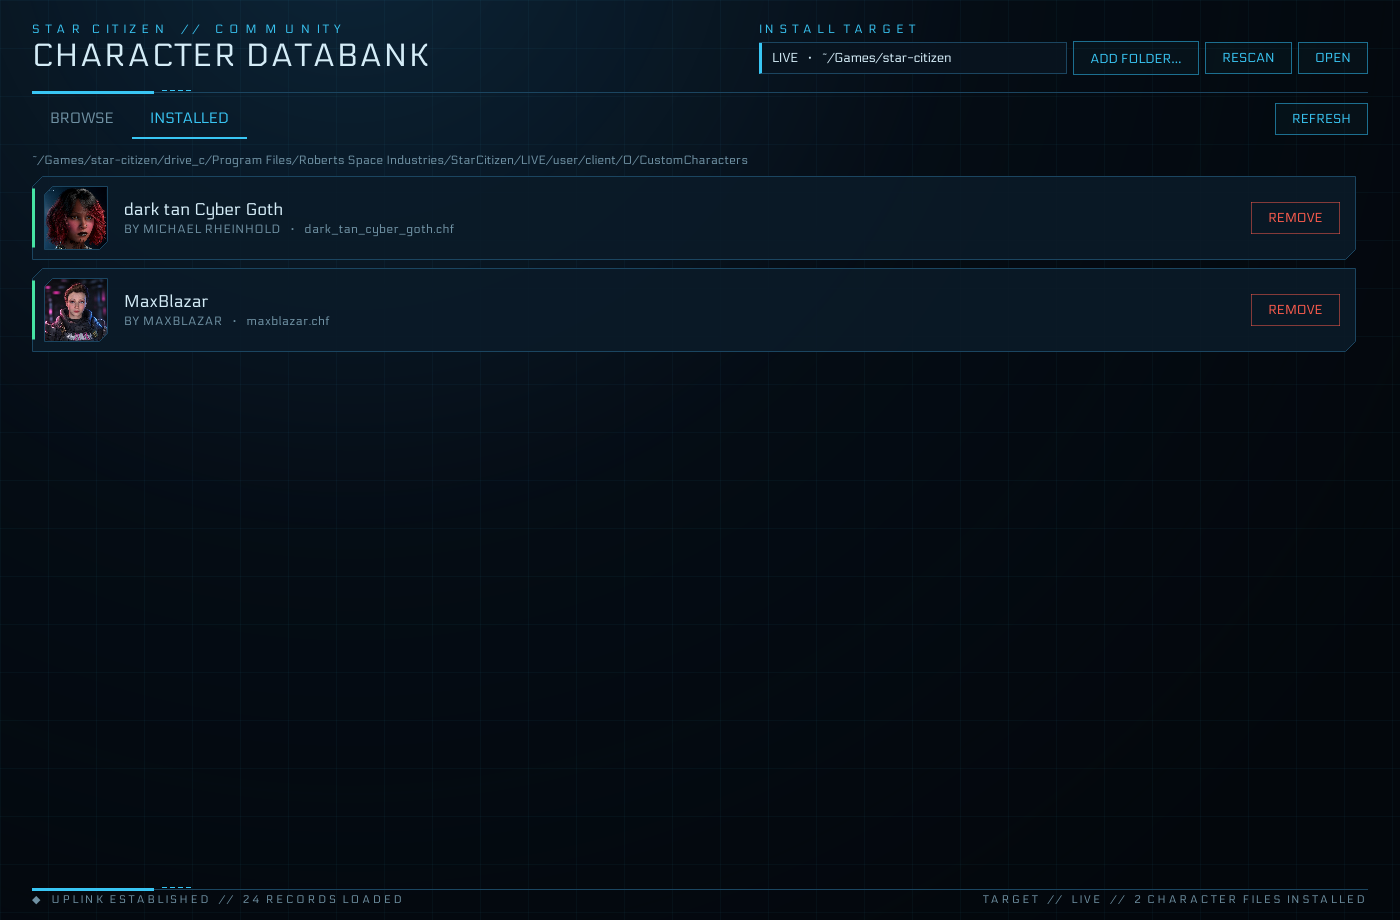 STAR CITIZEN // COMMUNITY
CHARACTER DATABANK
INSTALL TARGET
LIVE · ~/Games/star-citizen
ADD FOLDER...
RESCAN
OPEN
BROWSE
INSTALLED
REFRESH
~/Games/star-citizen/drive_c/Program Files/Roberts Space Industries/StarCitizen/LIVE/user/client/0/CustomCharacters
dark tan Cyber Goth
BY MICHAEL RHEINHOLD · dark_tan_cyber_goth.chf
REMOVE
MaxBlazar
BY MAXBLAZAR · maxblazar.chf
REMOVE
◆ UPLINK ESTABLISHED // 24 RECORDS LOADED
TARGET // LIVE // 2 CHARACTER FILES INSTALLED